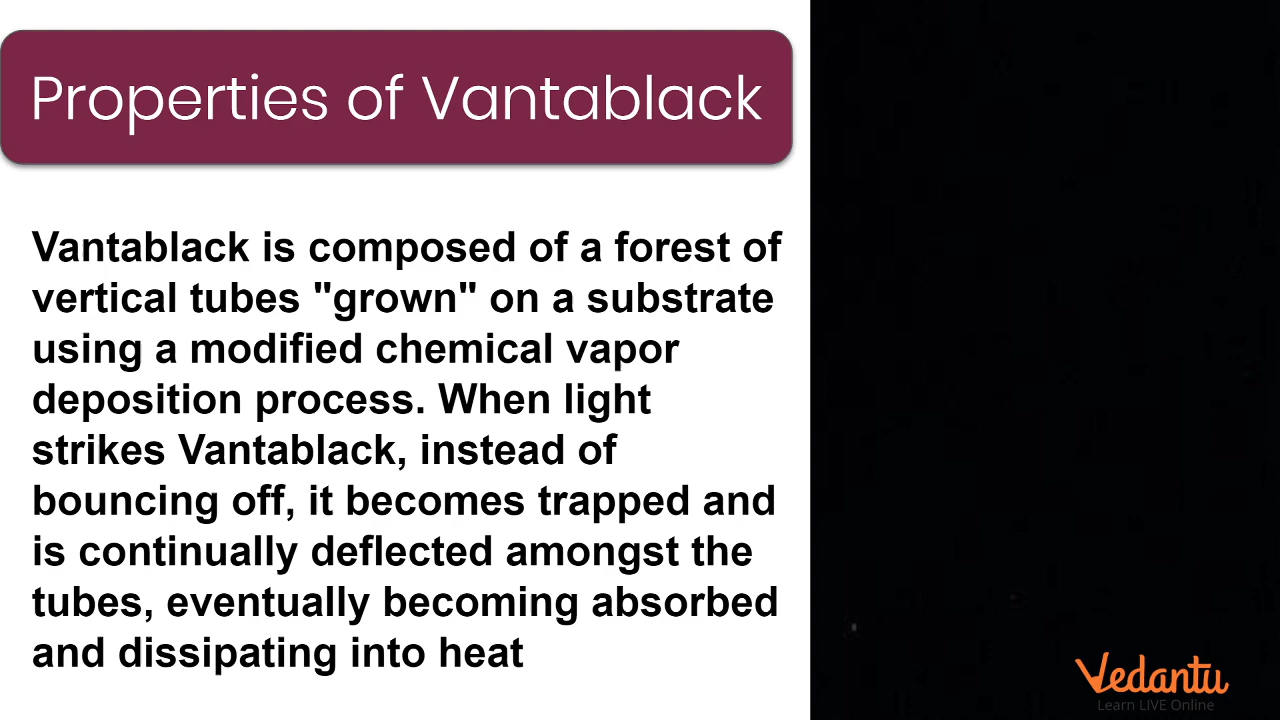 Properties of Vantablack
Vantablack is composed of a forest of
vertical tubes "grown" on a substrate
using a modified chemical vapor
deposition process. When light
strikes Vantablack, instead of
bouncing off, it becomes trapped and
is continually deflected amongst the
tubes, eventually becoming absorbed
and dissipating into heat
Vedantu
Learn LIVE Online